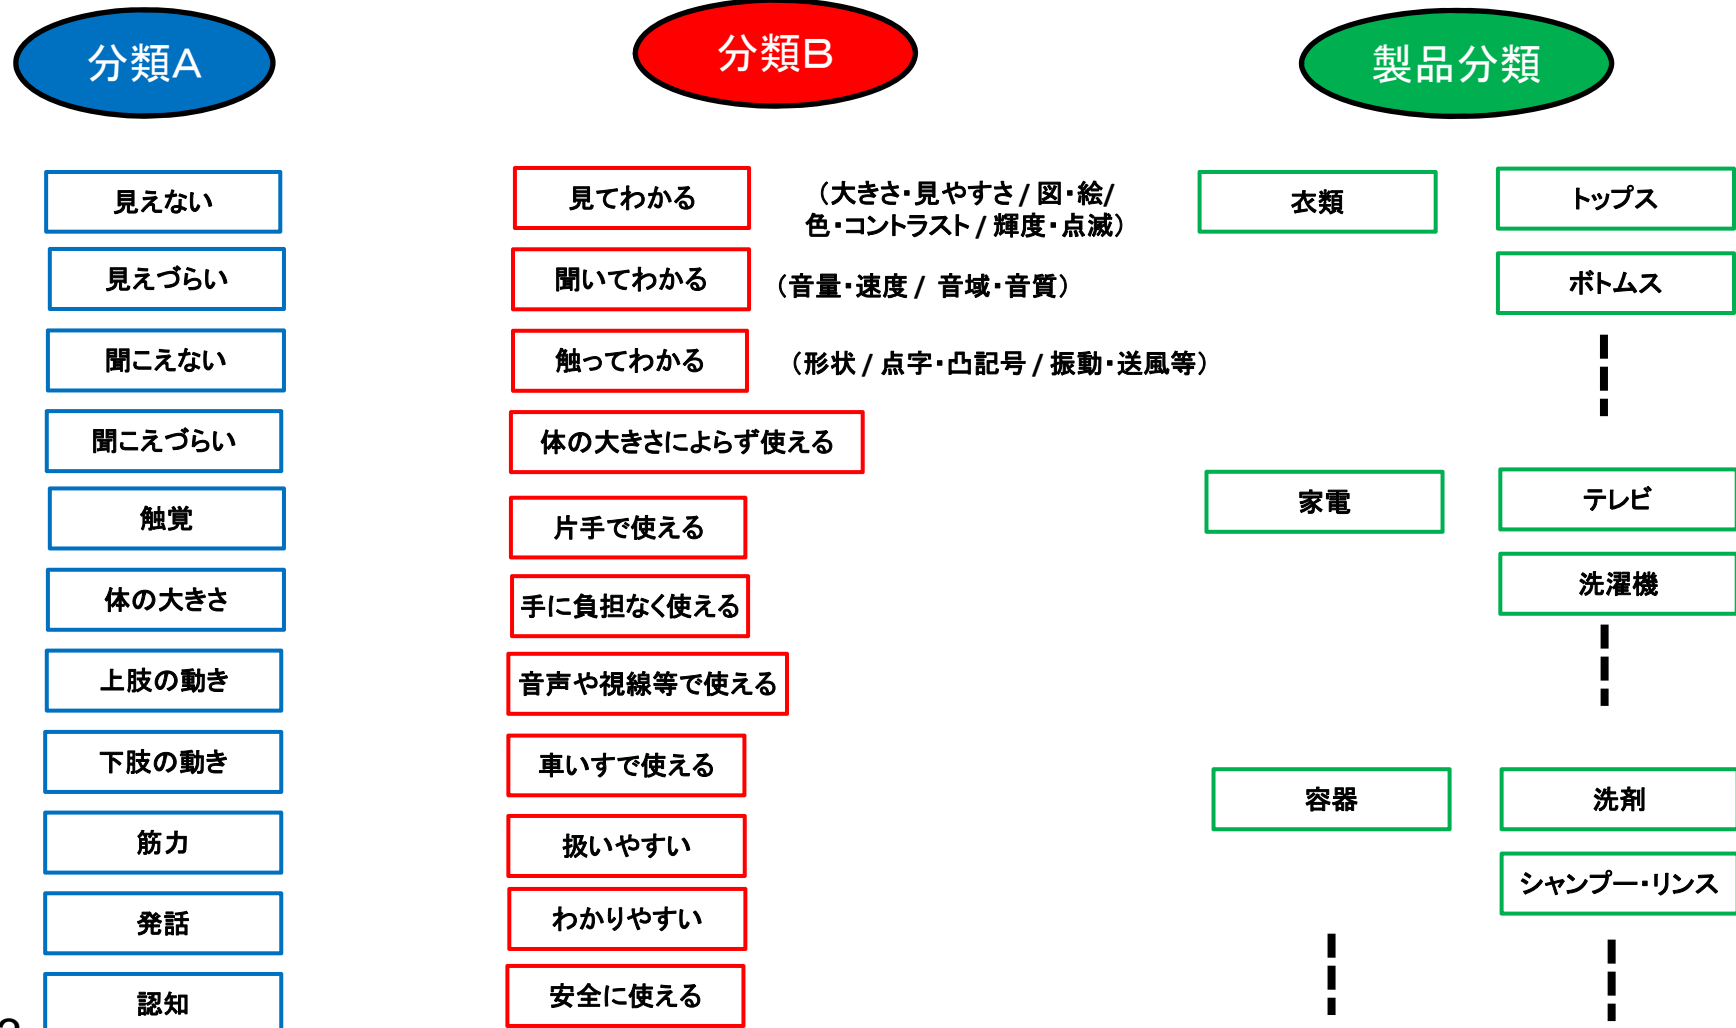 分類A
見えない
見えづらい
聞こえない
聞こえづらい
触覚
体の大きさ
上肢の動き
下肢の動き
筋力
発話
認知
分類B
見てわかる
(大きさ・見やすさ / 図・絵/
色・コントラスト / 輝度・点滅)
聞いてわかる
(音量・速度 / 音域・音質)
触ってわかる
(形状 / 点字・凸記号 / 振動・送風等)
体の大きさによらず使える
片手で使える
手に負担なく使える
音声や視線等で使える
車いすで使える
扱いやすい
わかりやすい
安全に使える
製品分類
衣類
トップス
ボトムス
家電
テレビ
洗濯機
容器
洗剤
シャンプー・リンス